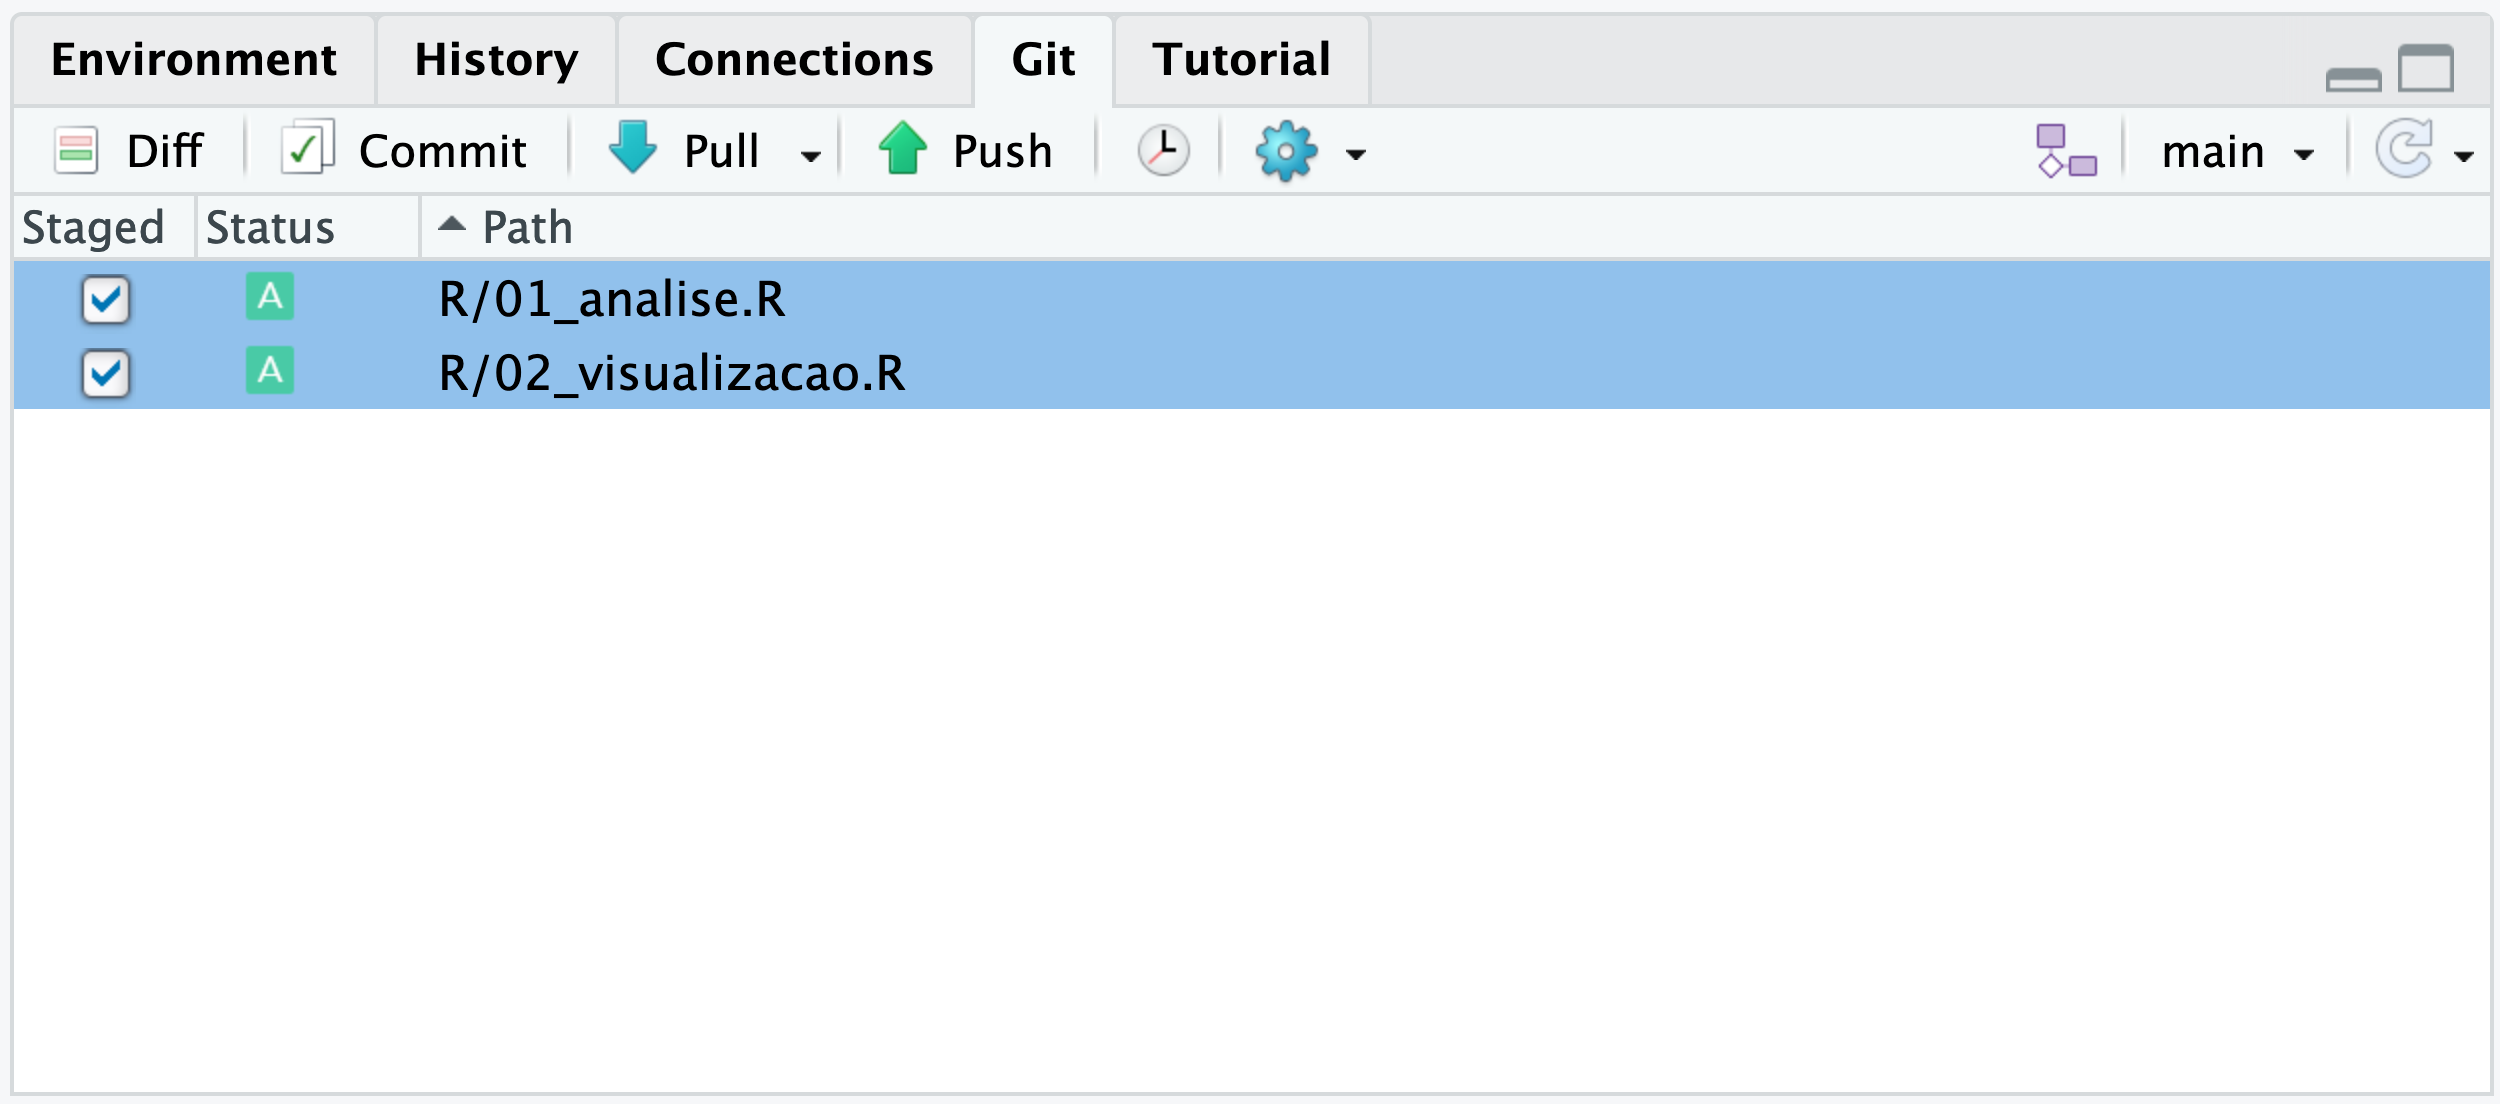 Environment History Connections Git Tutorial
Diff Commit Pull Push main
Staged Status Path
A R/01_analise.R
A R/02_visualizacao.R